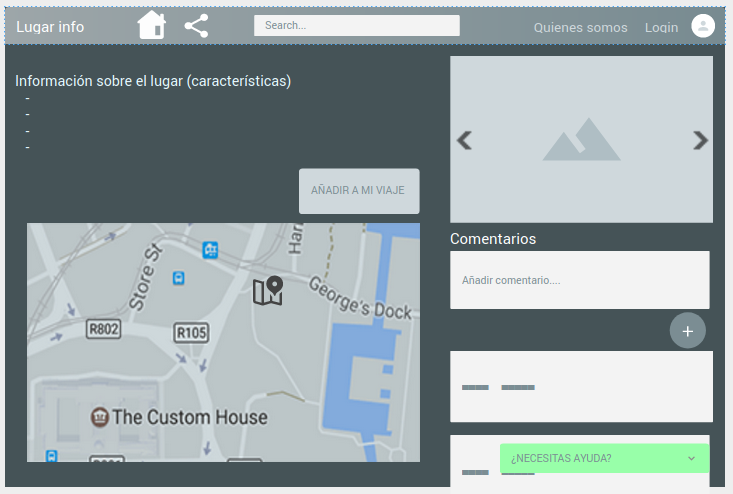 Lugar info
Search...
Quienes somos
Login
Información sobre el lugar (características)
-
-
-
-
AÑADIR A MI VIAJE
Store St
George's Dock
R802
R105
The Custom House
Comentarios
Añadir comentario....
+
¿NECESITAS AYUDA?